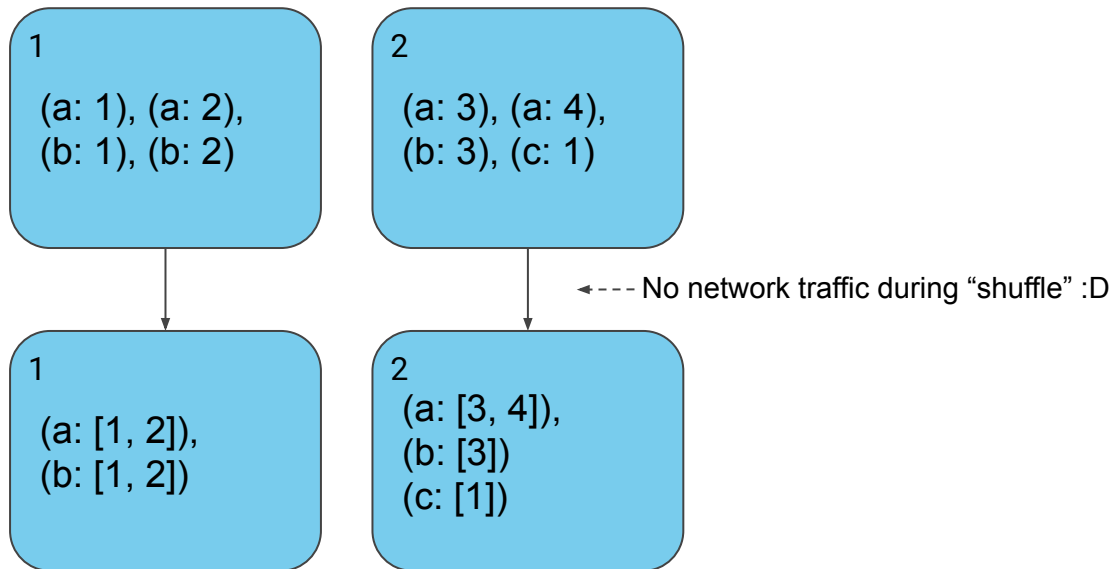 1
(a: 1), (a: 2),
(b: 1), (b: 2)
2
(a: 3), (a: 4),
(b: 3), (c: 1)
No network traffic during “shuffle” :D
1
(a: [1, 2]),
(b: [1, 2])
2
(a: [3, 4]),
(b: [3])
(c: [1])